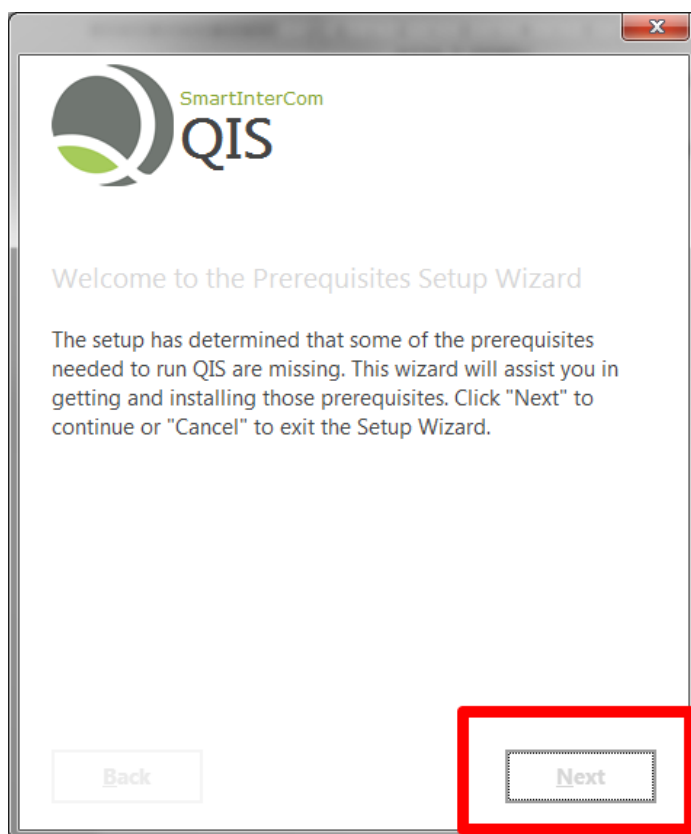 SmartInterCom
QIS
Welcome to the Prerequisites Setup Wizard
The setup has determined that some of the prerequisites
needed to run QIS are missing. This wizard will assist you in
getting and installing those prerequisites. Click "Next" to
continue or "Cancel" to exit the Setup Wizard.
Back
Next